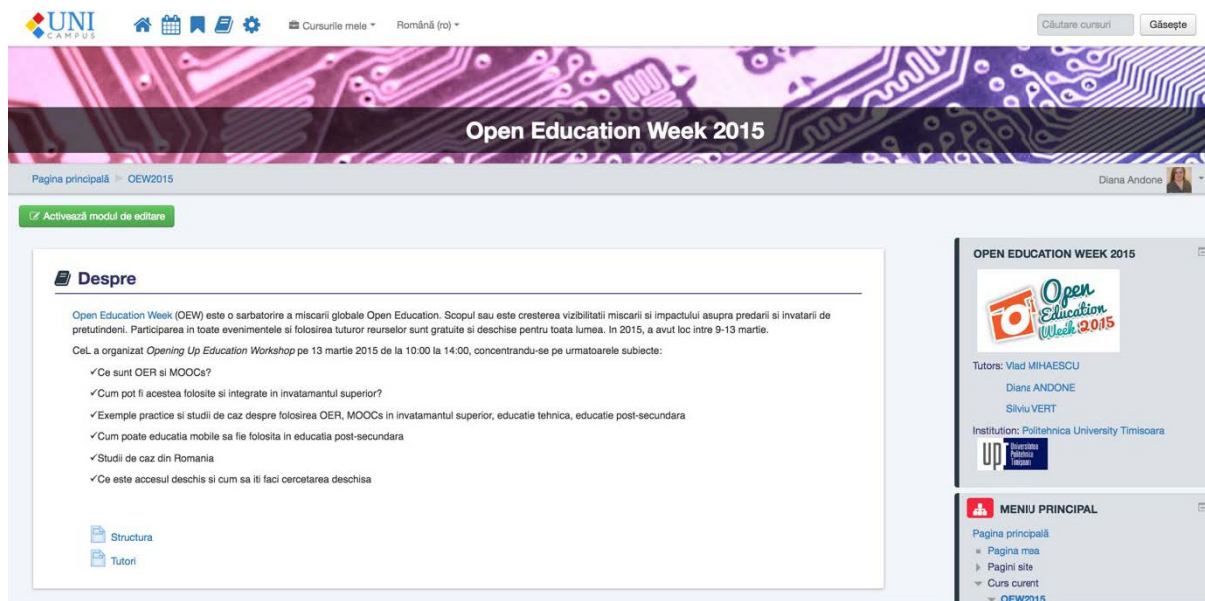 UNI
CAMPUS
Cursurile mele
Română (ro)
Căutare cursuri
Găsește
Open Education Week 2015
Pagina principală
OEW2015
Diana Andone
Activează modul de editare
Despre
Open Education Week (OEW) este o sarbatorire a miscarii globale Open Education. Scopul sau este cresterea vizibilitatii miscarii si impactului asupra predarii si invatarii de
pretutindeni. Participarea in toate evenimentele si folosirea tuturor reurselor sunt gratuite si deschise pentru toata lumea. In 2015, a avut loc intre 9-13 martie.
CeL a organizat Opening Up Education Workshop pe 13 martie 2015 de la 10:00 la 14:00, concentrandu-se pe urmatoarele subiecte:
✓Ce sunt OER si MOOCs?
✓Cum pot fi acestea folosite si integrate in invatamantul superior?
✓Exemple practice si studii de caz despre folosirea OER, MOOCs in invatamantul superior, educatie tehnica, educatie post-secundara
✓Cum poate educatia mobile sa fie folosita in educatia post-secundara
✓Studii de caz din Romania
✓Ce este accesul deschis si cum sa iti faci cercetarea deschisa
Structura
Tutori
OPEN EDUCATION WEEK 2015
Open
Education
Week 2015
Tutors: Vlad MIHAESCU
Diana ANDONE
Silviu VERT
Institution: Politehnica University Timisoara
UPT
Universitatea
Politehnica
Timișoara
MENIU PRINCIPAL
Pagina principală
Pagina mea
Pagini site
Curs curent
OEW2015